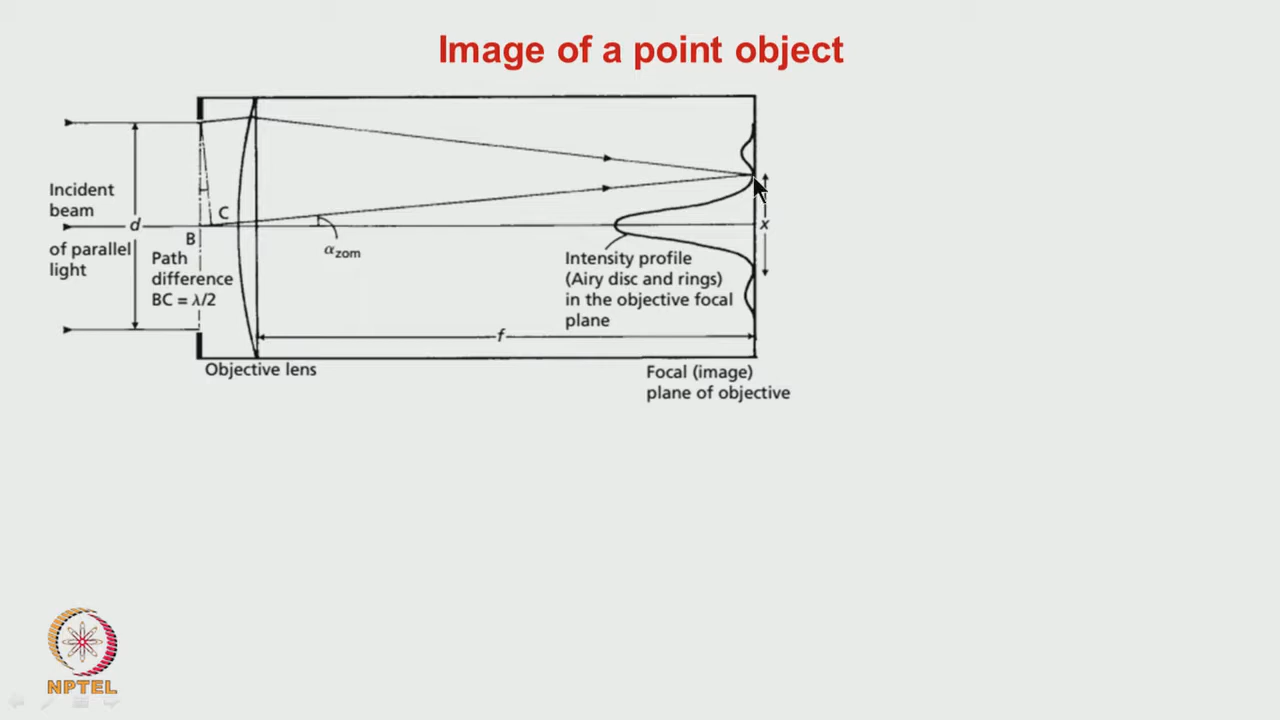 Image of a point object
Incident
beam
of parallel
light
d
B
C
Path
difference
BC = λ/2
αzom
Intensity profile
(Airy disc and rings)
in the objective focal
plane
x
f
Objective lens
Focal (image)
plane of objective
NPTEL